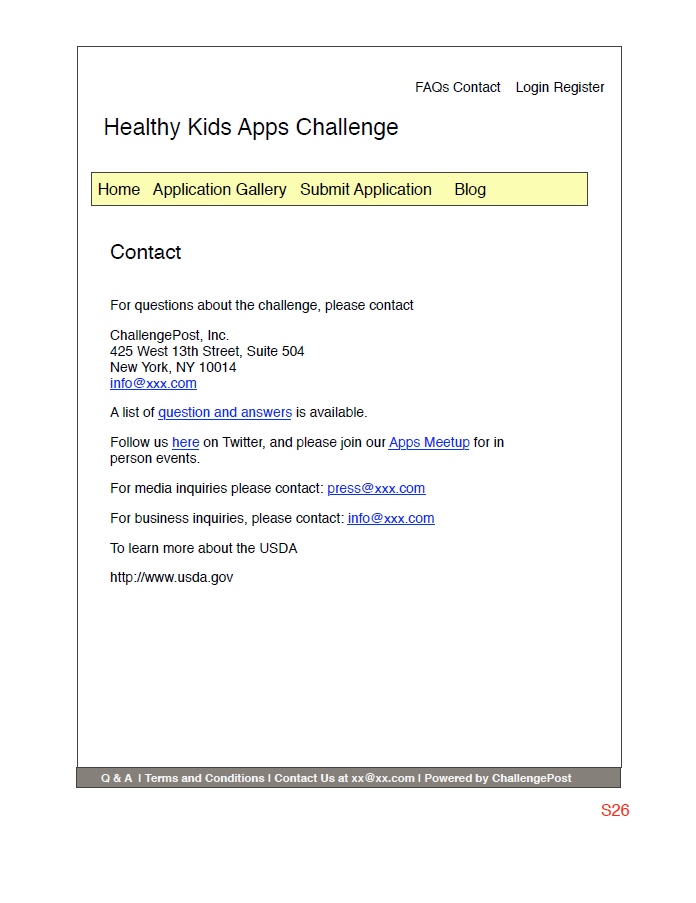 FAQs Contact Login Register
Healthy Kids Apps Challenge
Home Application Gallery Submit Application Blog
Contact
For questions about the challenge, please contact
ChallengePost, Inc.
425 West 13th Street, Suite 504
New York, NY 10014
info@xxx.com
A list of question and answers is available.
Follow us here on Twitter, and please join our Apps Meetup for in
person events.
For media inquiries please contact: press@xxx.com
For business inquiries, please contact: info@xxx.com
To learn more about the USDA
http://www.usda.gov
Q & A | Terms and Conditions | Contact Us at xx@xx.com | Powered by ChallengePost
S26